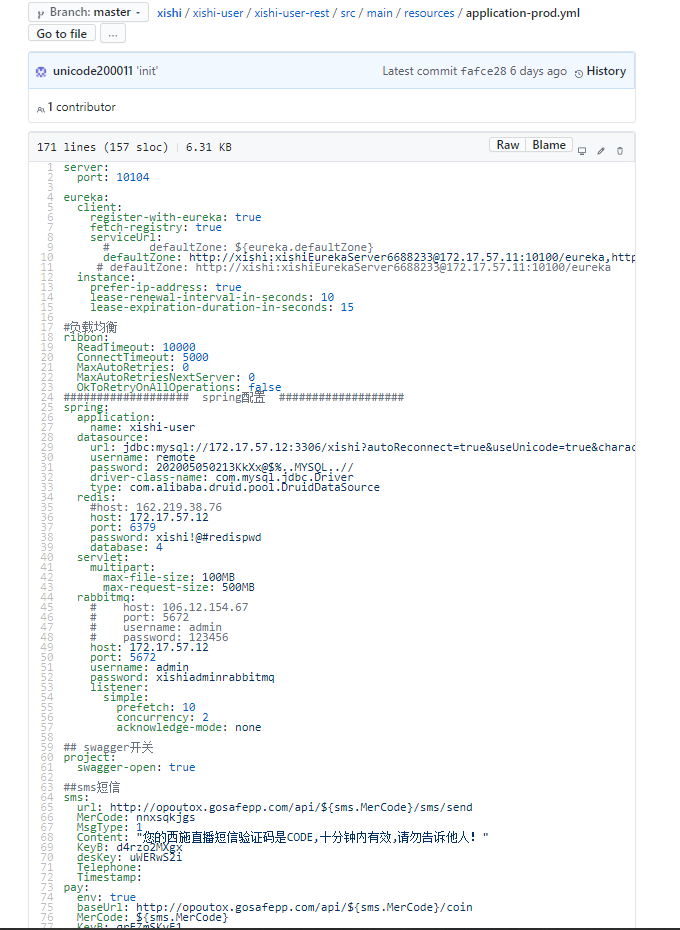 Branch: master
xishi / xishi-user / xishi-user-rest / src / main / resources / application-prod.yml
Go to file
...
unicode200011 'init'
Latest commit fafce28 6 days ago
History
1 contributor
171 lines (157 sloc) | 6.31 KB
Raw Blame
1 server:
2 port: 10104
3
4 eureka:
5 client:
6 register-with-eureka: true
7 fetch-registry: true
8 serviceUrl:
9 # defaultZone: ${eureka.defaultZone}
10 defaultZone: http://xishi:xishiEurekaServer6688233@172.17.57.11:10100/eureka,http
11 # defaultZone: http://xishi:xishiEurekaServer6688233@172.17.57.11:10100/eureka
12 instance:
13 prefer-ip-address: true
14 lease-renewal-interval-in-seconds: 10
15 lease-expiration-duration-in-seconds: 15
16
17 #负载均衡
18 ribbon:
19 ReadTimeout: 10000
20 ConnectTimeout: 5000
21 MaxAutoRetries: 0
22 MaxAutoRetriesNextServer: 0
23 OkToRetryOnAllOperations: false
24 ################### spring配置 ###################
25 spring:
26 application:
27 name: xishi-user
28 datasource:
29 url: jdbc:mysql://172.17.57.12:3306/xishi?autoReconnect=true&useUnicode=true&charac
30 username: remote
31 password: 202005050213KkXx@$%..MYSQL..//
32 driver-class-name: com.mysql.jdbc.Driver
33 type: com.alibaba.druid.pool.DruidDataSource
34 redis:
35 #host: 162.219.38.76
36 host: 172.17.57.12
37 port: 6379
38 password: xishi!@#redispwd
39 database: 4
40 servlet:
41 multipart:
42 max-file-size: 100MB
43 max-request-size: 500MB
44 rabbitmq:
45 # host: 106.12.154.67
46 # port: 5672
47 # username: admin
48 # password: 123456
49 host: 172.17.57.12
50 port: 5672
51 username: admin
52 password: xishiadminrabbitmq
53 listener:
54 simple:
55 prefetch: 10
56 concurrency: 2
57 acknowledge-mode: none
58
59 ## swagger开关
60 project:
61 swagger-open: true
62
63 ##sms短信
64 sms:
65 url: http://opoutox.gosafepp.com/api/${sms.MerCode}/sms/send
66 MerCode: nnxsqkjgs
67 MsgType: 1
68 Content: "您的西施直播短信验证码是CODE,十分钟内有效,请勿告诉他人！"
69 KeyB: d4rzo2MXgx
70 desKey: uWERwS2i
71 Telephone:
72 Timestamp:
73 pay:
74 env: true
75 baseUrl: http://opoutox.gosafepp.com/api/${sms.MerCode}/coin
76 MerCode: ${sms.MerCode}
77 KeyB: